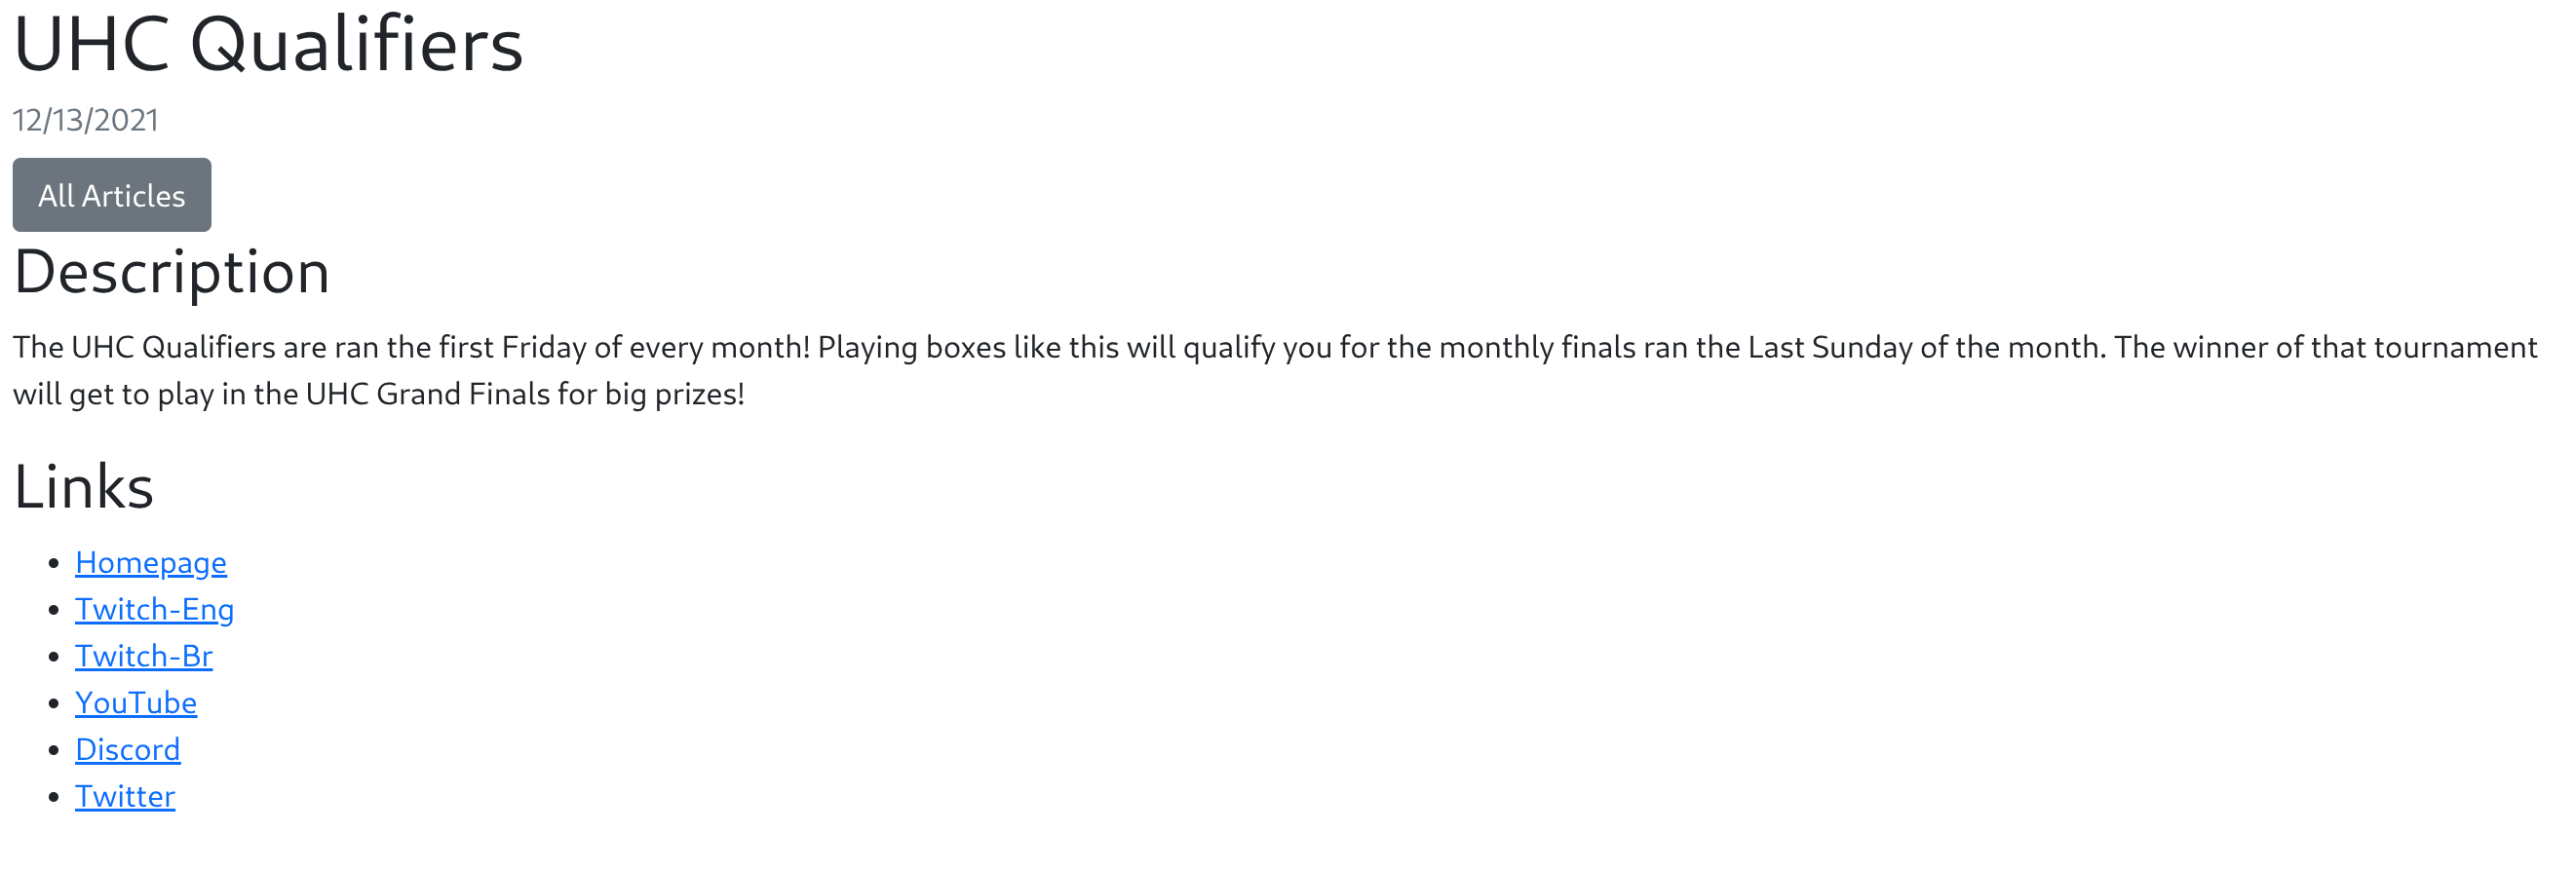 UHC Qualifiers
12/13/2021
All Articles
Description
The UHC Qualifiers are ran the first Friday of every month! Playing boxes like this will qualify you for the monthly finals ran the Last Sunday of the month. The winner of that tournament
will get to play in the UHC Grand Finals for big prizes!
Links
Homepage
Twitch-Eng
Twitch-Br
YouTube
Discord
Twitter